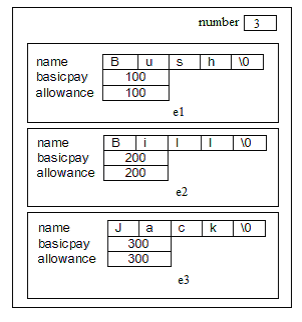 number 3
name B u s h \0
basicpay 100
allowance 100
e1
name B i l l \0
basicpay 200
allowance 200
e2
name J a c k \0
basicpay 300
allowance 300
e3